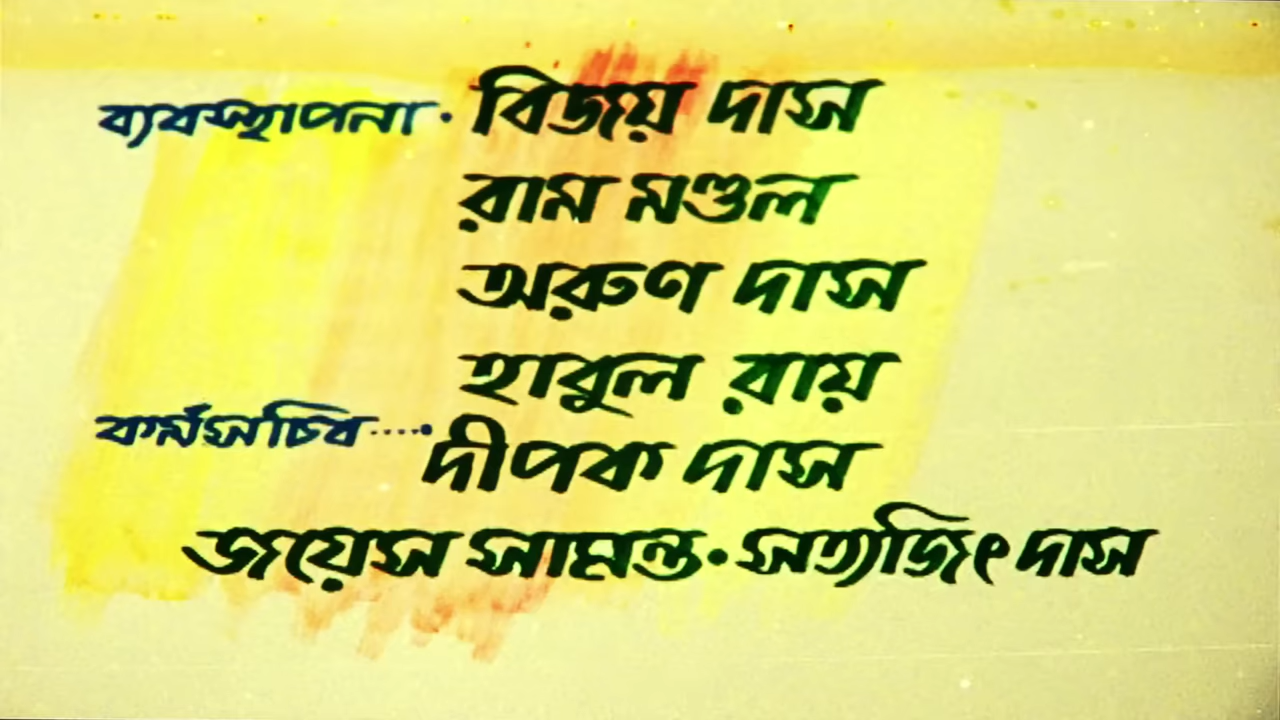 ব্যবস্থাপনা · বিজয় দাস
রাম মণ্ডল
অরুণ দাস
হাবুল রায়
কর্মসচিব ····· দীপক দাস
জয়েস সামন্ত · সত্যজিৎ দাস